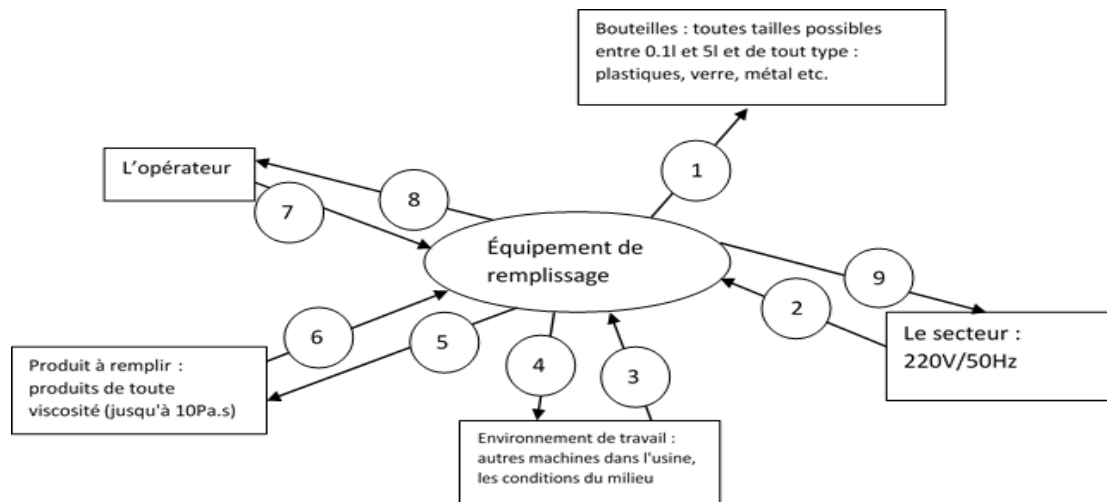 Bouteilles : toutes tailles possibles
entre 0.1l et 5l et de tout type :
plastiques, verre, métal etc.
1
L'opérateur
8
7
Équipement de
remplissage
9
2
Le secteur :
220V/50Hz
6
5
4
3
Produit à remplir :
produits de toute
viscosité (jusqu'à 10Pa.s)
Environnement de travail :
autres machines dans l'usine,
les conditions du milieu